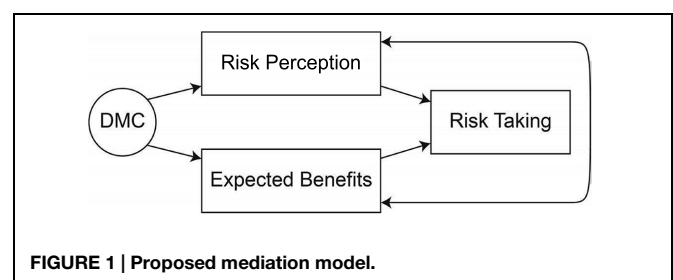 Risk Perception
DMC
Risk Taking
Expected Benefits
FIGURE 1 | Proposed mediation model.